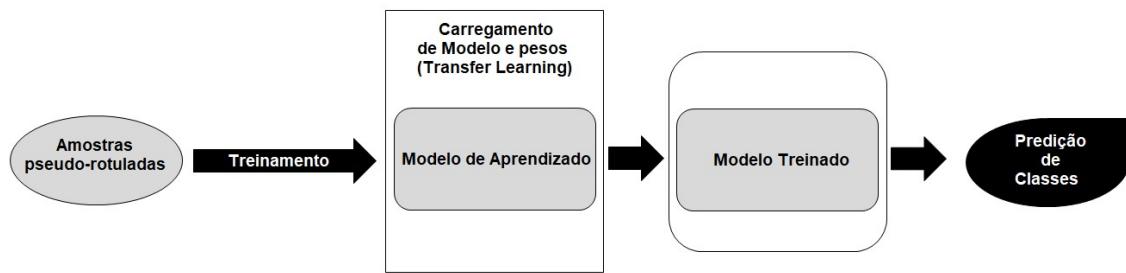 Amostras
pseudo-rotuladas
Treinamento
Carregamento
de Modelo e pesos
(Transfer Learning)
Modelo de Aprendizado
Modelo Treinado
Predição
de
Classes